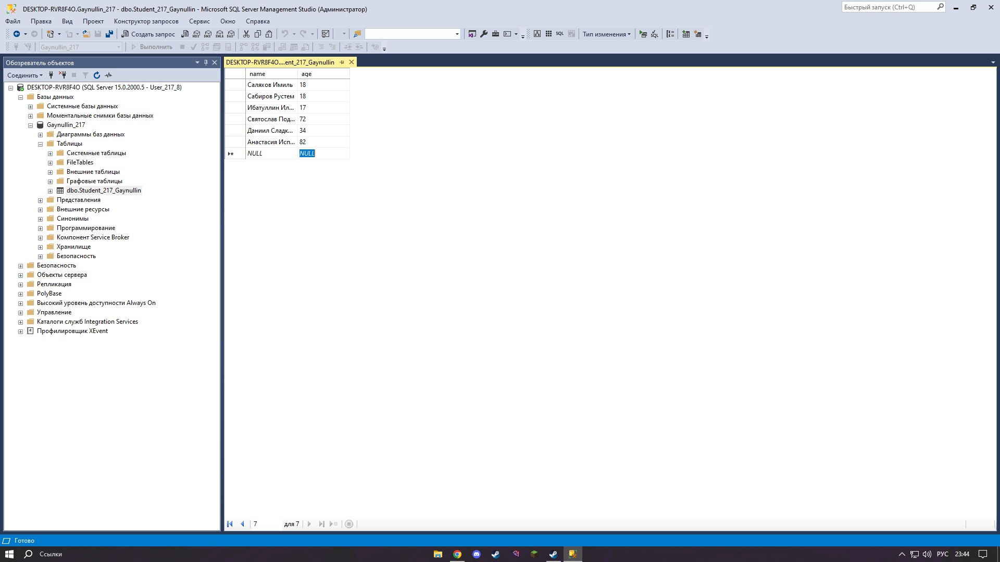 DESKTOP-RVR8F4O.Gaynullin_217 - dbo.Student_217_Gaynullin - Microsoft SQL Server Management Studio (Администратор)
Быстрый запуск (Ctrl+Q)
Файл Правка Вид Проект Конструктор запросов Сервис Окно Справка
Создать запрос MDX DMX XMLA DAX SQL Тип изменения SQL
Gaynullin_217 Выполнить
Обозреватель объектов
DESKTOP-RVR8F4O....ent_217_Gaynullin
Соединить
DESKTOP-RVR8F4O (SQL Server 15.0.2000.5 - User_217_8)
Базы данных
Системные базы данных
Моментальные снимки базы данных
Gaynullin_217
Диаграммы баз данных
Таблицы
Системные таблицы
FileTables
Внешние таблицы
Графовые таблицы
dbo.Student_217_Gaynullin
Представления
Внешние ресурсы
Синонимы
Программирование
Компонент Service Broker
Хранилище
Безопасность
Безопасность
Объекты сервера
Репликация
PolyBase
Высокий уровень доступности Always On
Управление
Каталоги служб Integration Services
Профилировщик XEvent
name age
Саляхов Имиль 18
Сабиров Рустем 18
Ибатуллин Ил... 17
Святослав Под... 72
Даниил Сладк... 34
Анастасия Исп... 82
NULL NULL
7 для 7
Готово
Ссылки
РУС 23:44